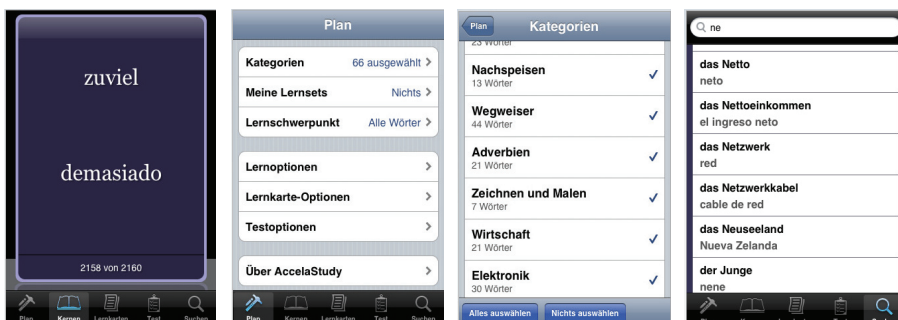 zuviel
demasiado
2158 von 2160
Plan
Kernen
Lernkarten
Test
Suchen
Plan
Kategorien 66 ausgewählt
Meine Lernsets Nichts
Lernschwerpunkt Alle Wörter
Lernoptionen
Lernkarte-Optionen
Testoptionen
Über AccelaStudy
Plan
Kernen
Lernkarten
Test
Suchen
Plan Kategorien
23 Wörter
Nachspeisen
13 Wörter
Wegweiser
44 Wörter
Adverbien
21 Wörter
Zeichnen und Malen
7 Wörter
Wirtschaft
21 Wörter
Elektronik
30 Wörter
Alles auswählen Nichts auswählen
ne
das Netto
neto
das Nettoeinkommen
el ingreso neto
das Netzwerk
red
das Netzwerkkabel
cable de red
das Neuseeland
Nueva Zelanda
der Junge
nene